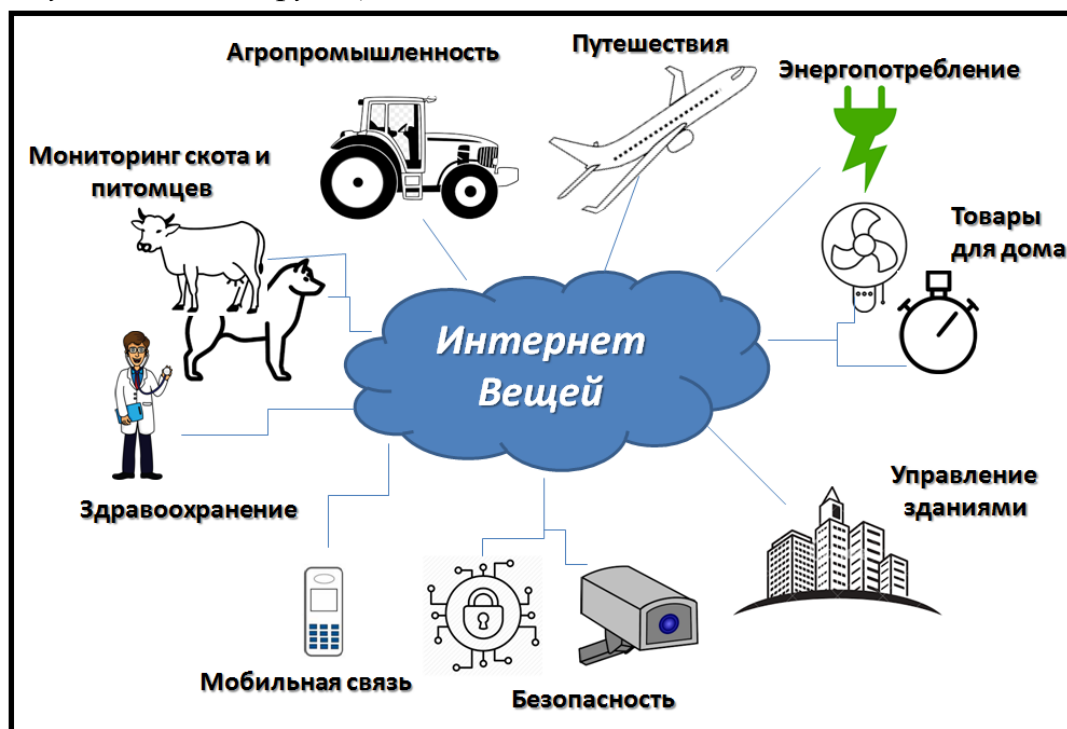 Агропромышленность
Путешествия
Энергопотребление
Мониторинг скота и
питомцев
Товары
для дома
Интернет
Вещей
Управление
зданиями
Здравоохранение
Мобильная связь
Безопасность